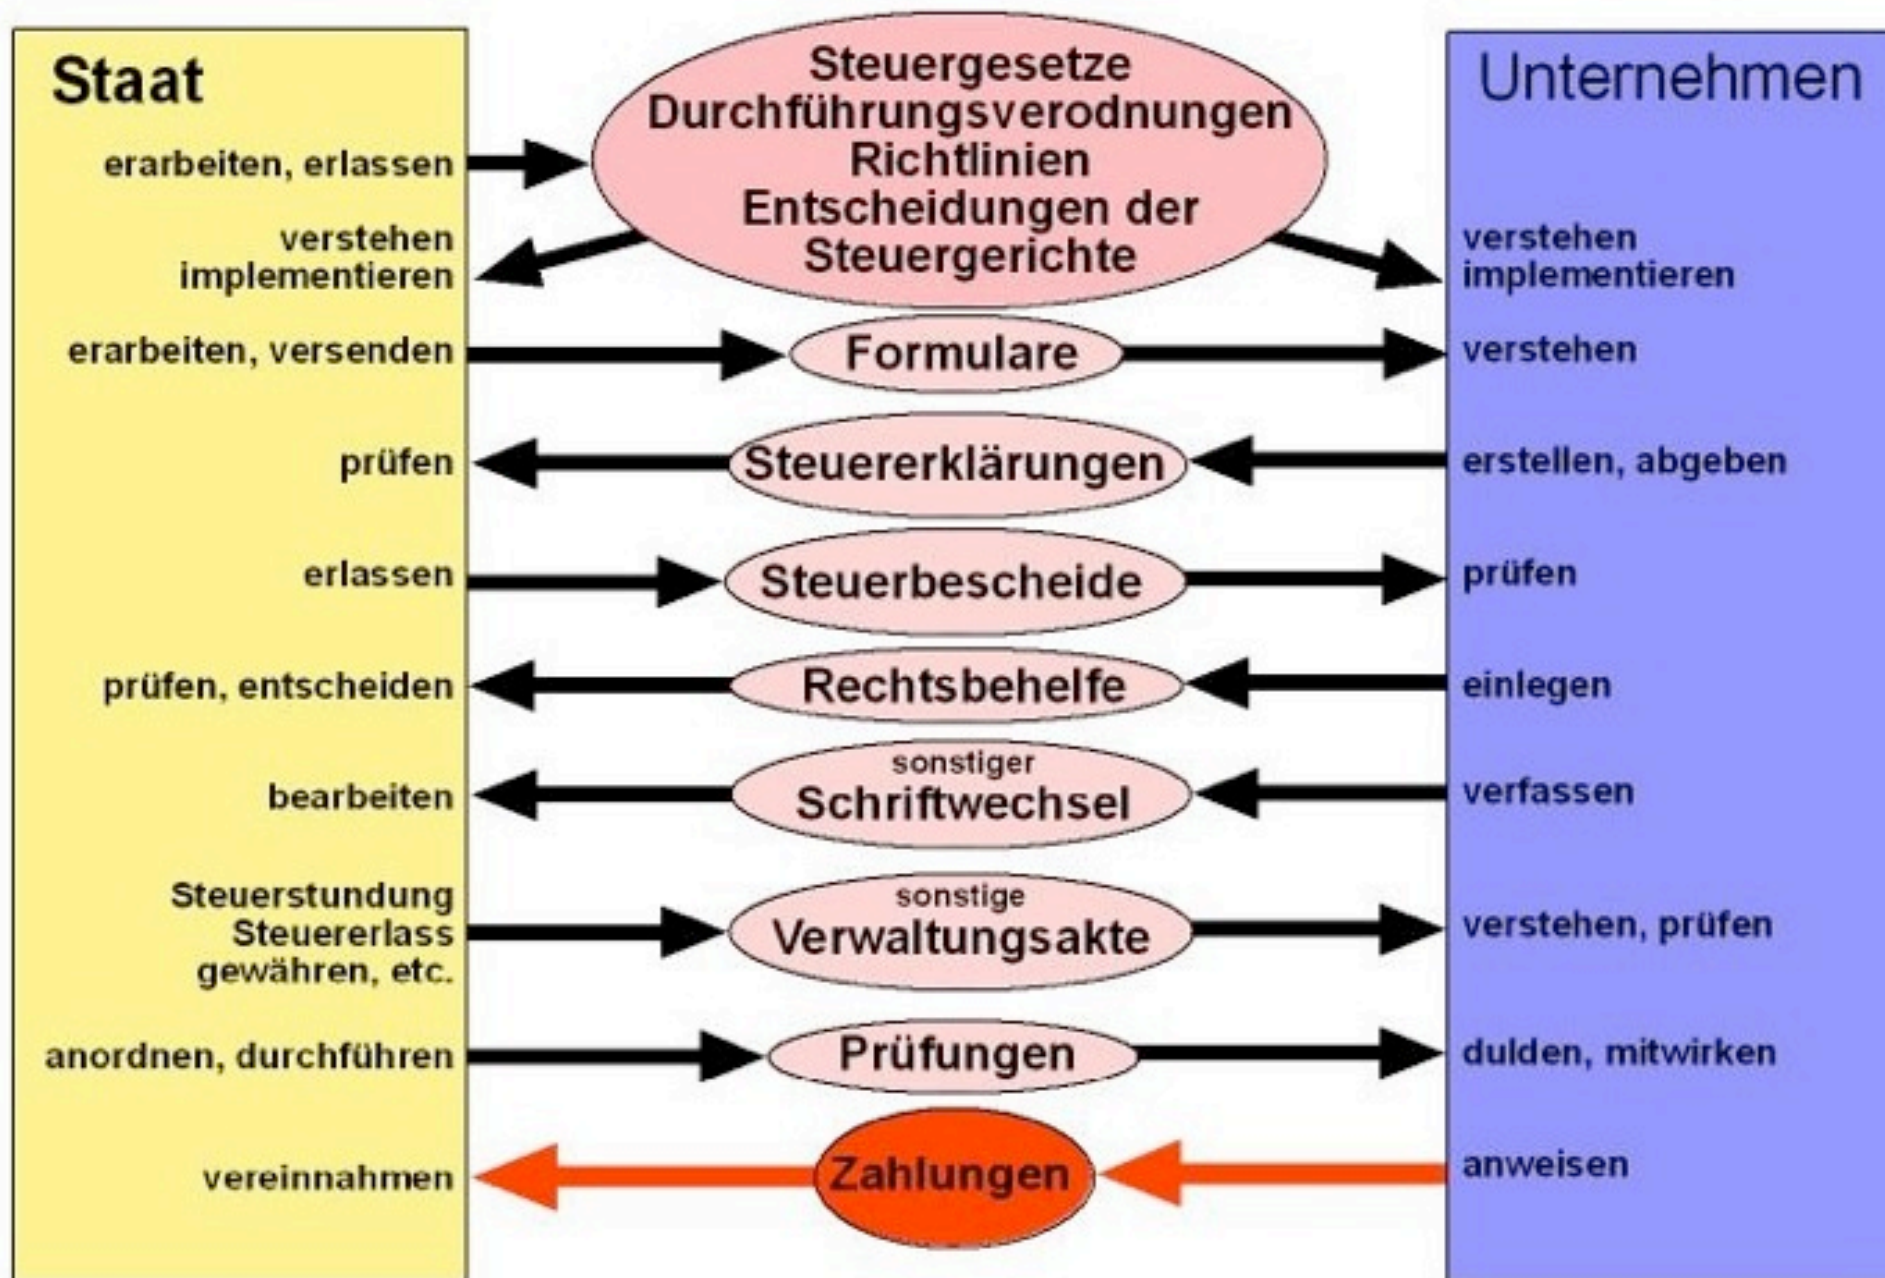 Staat
Unternehmen
Steuergesetze
Durchführungsverodnungen
Richtlinien
Entscheidungen der
Steuergerichte
erarbeiten, erlassen
verstehen
implementieren
verstehen
implementieren
erarbeiten, versenden
Formulare
verstehen
prüfen
Steuererklärungen
erstellen, abgeben
erlassen
Steuerbescheide
prüfen
prüfen, entscheiden
Rechtsbehelfe
einlegen
bearbeiten
sonstiger
Schriftwechsel
verfassen
Steuerstundung
Steuererlass
gewähren, etc.
sonstige
Verwaltungsakte
verstehen, prüfen
anordnen, durchführen
Prüfungen
dulden, mitwirken
vereinnahmen
Zahlungen
anweisen